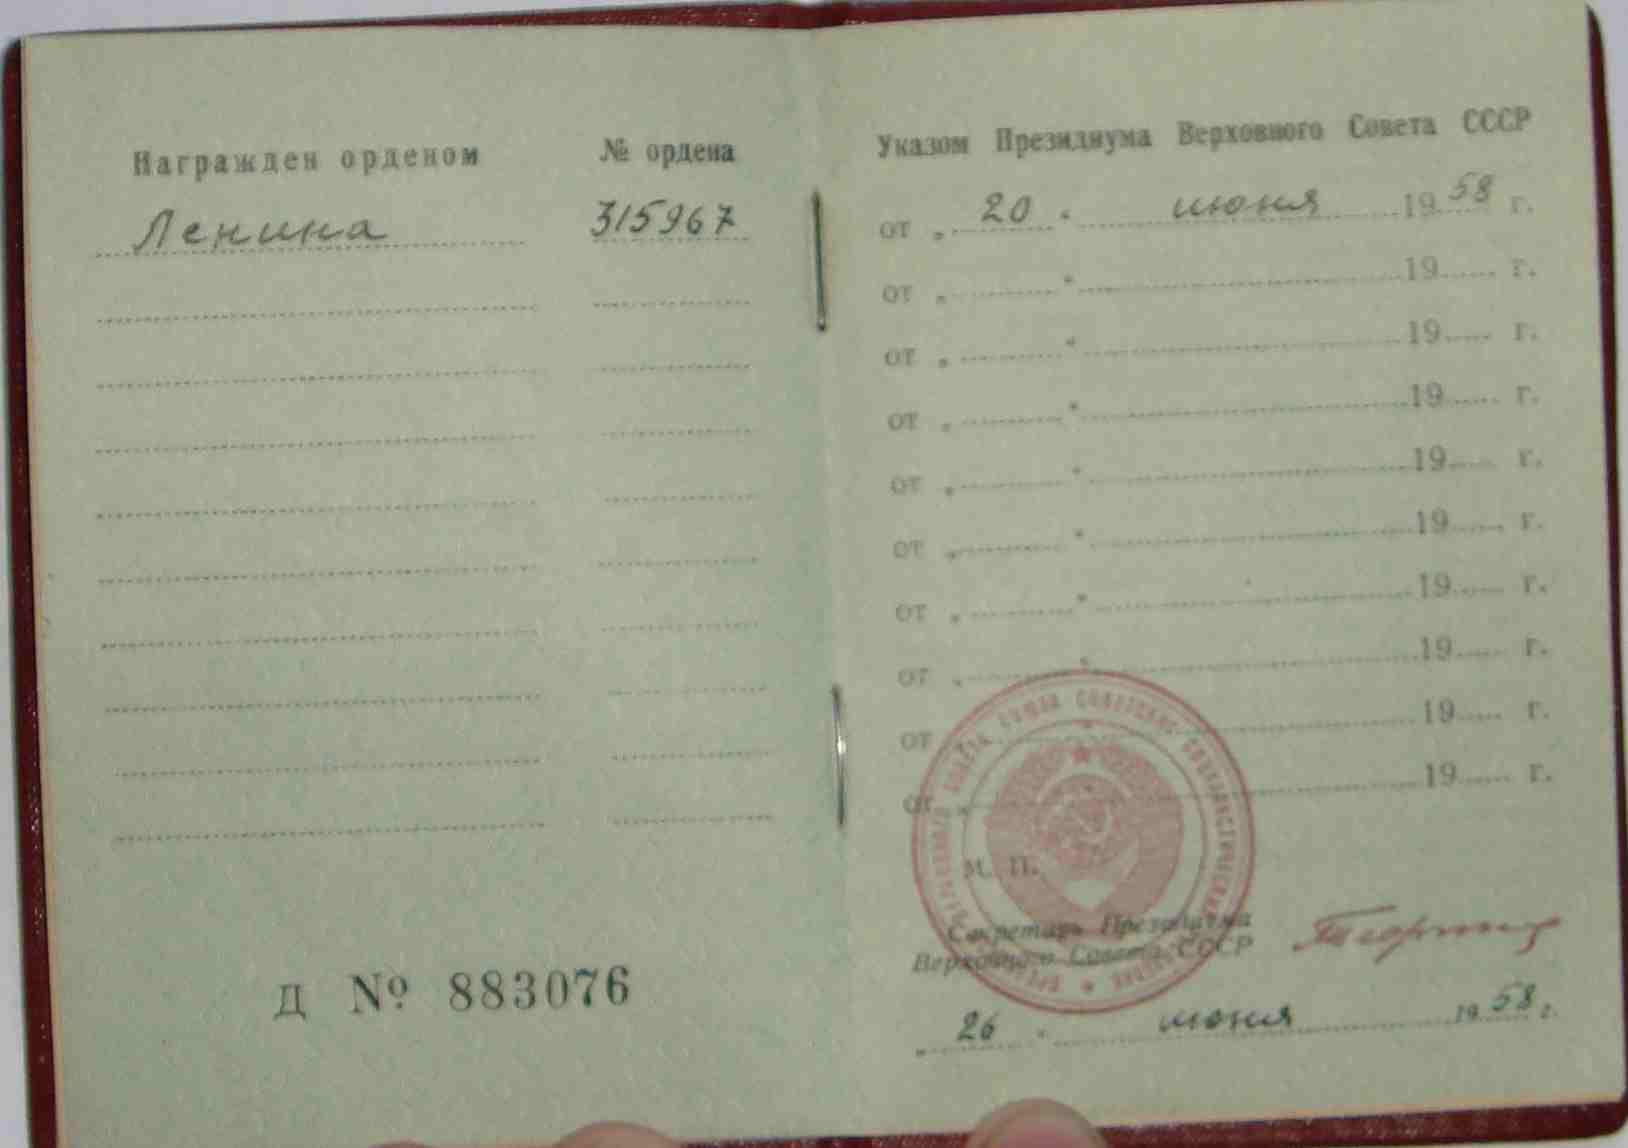 Награжден орденом № ордена
Ленина 315967
Д № 883076
Указом Президиума Верховного Совета СССР
от „ 20 " июня 1958 г.
от „ " 19 г.
от „ " 19 г.
от „ " 19 г.
от „ " 19 г.
от „ " 19 г.
от „ " 19 г.
от „ " 19 г.
от „ " 19 г.
от „ " 19 г.
М. П.
Секретарь Президиума
Верховного Совета СССР
„ 26 " июня 1958 г.